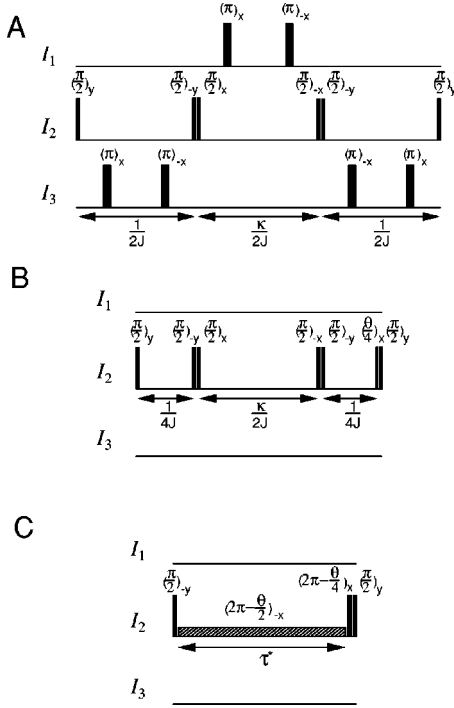 A
(π)x (π)-x
I1
(π/2)y (π/2)-y (π/2)x (π/2)-x (π/2)-y (π/2)y
I2
(π)x (π)-x (π)-x (π)x
I3
1/2J κ/2J 1/2J
B
I1
(π/2)y (π/2)-y (π/2)x (π/2)-x (π/2)-y (θ/4)x (π/2)y
I2
1/4J κ/2J 1/4J
I3
C
I1
(π/2)-y (2π-θ/2)-x (2π-θ/4)x (π/2)y
I2
τ*
I3